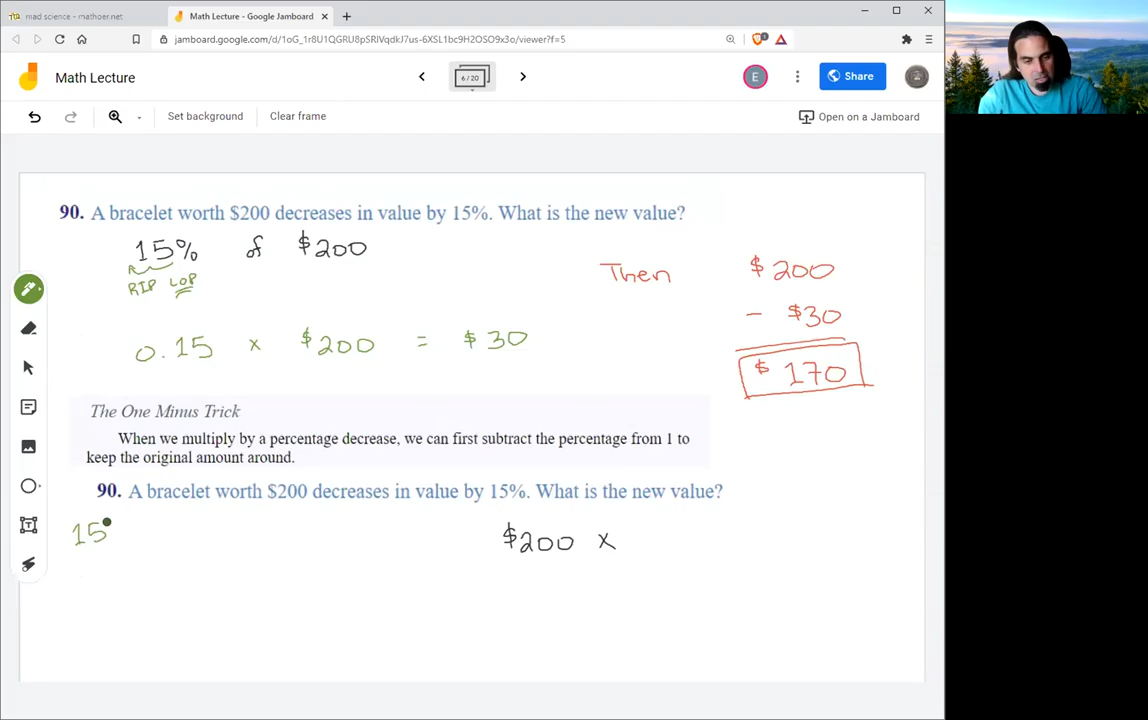 mad science - mathoer.net
Math Lecture - Google Jamboard
jamboard.google.com/d/1oG_1r8U1QGRU8pSRlVqdkJ7us-6XSL1bc9H2OSO9x3o/viewer?f=5
Math Lecture
6 / 20
E
Share
Set background
Clear frame
Open on a Jamboard
90. A bracelet worth $200 decreases in value by 15%. What is the new value?
15% of $200
RIP LOP
Then
$200
- $30
$ 170
0.15 x $200 = $30
The One Minus Trick
When we multiply by a percentage decrease, we can first subtract the percentage from 1 to
keep the original amount around.
90. A bracelet worth $200 decreases in value by 15%. What is the new value?
15
$200 x